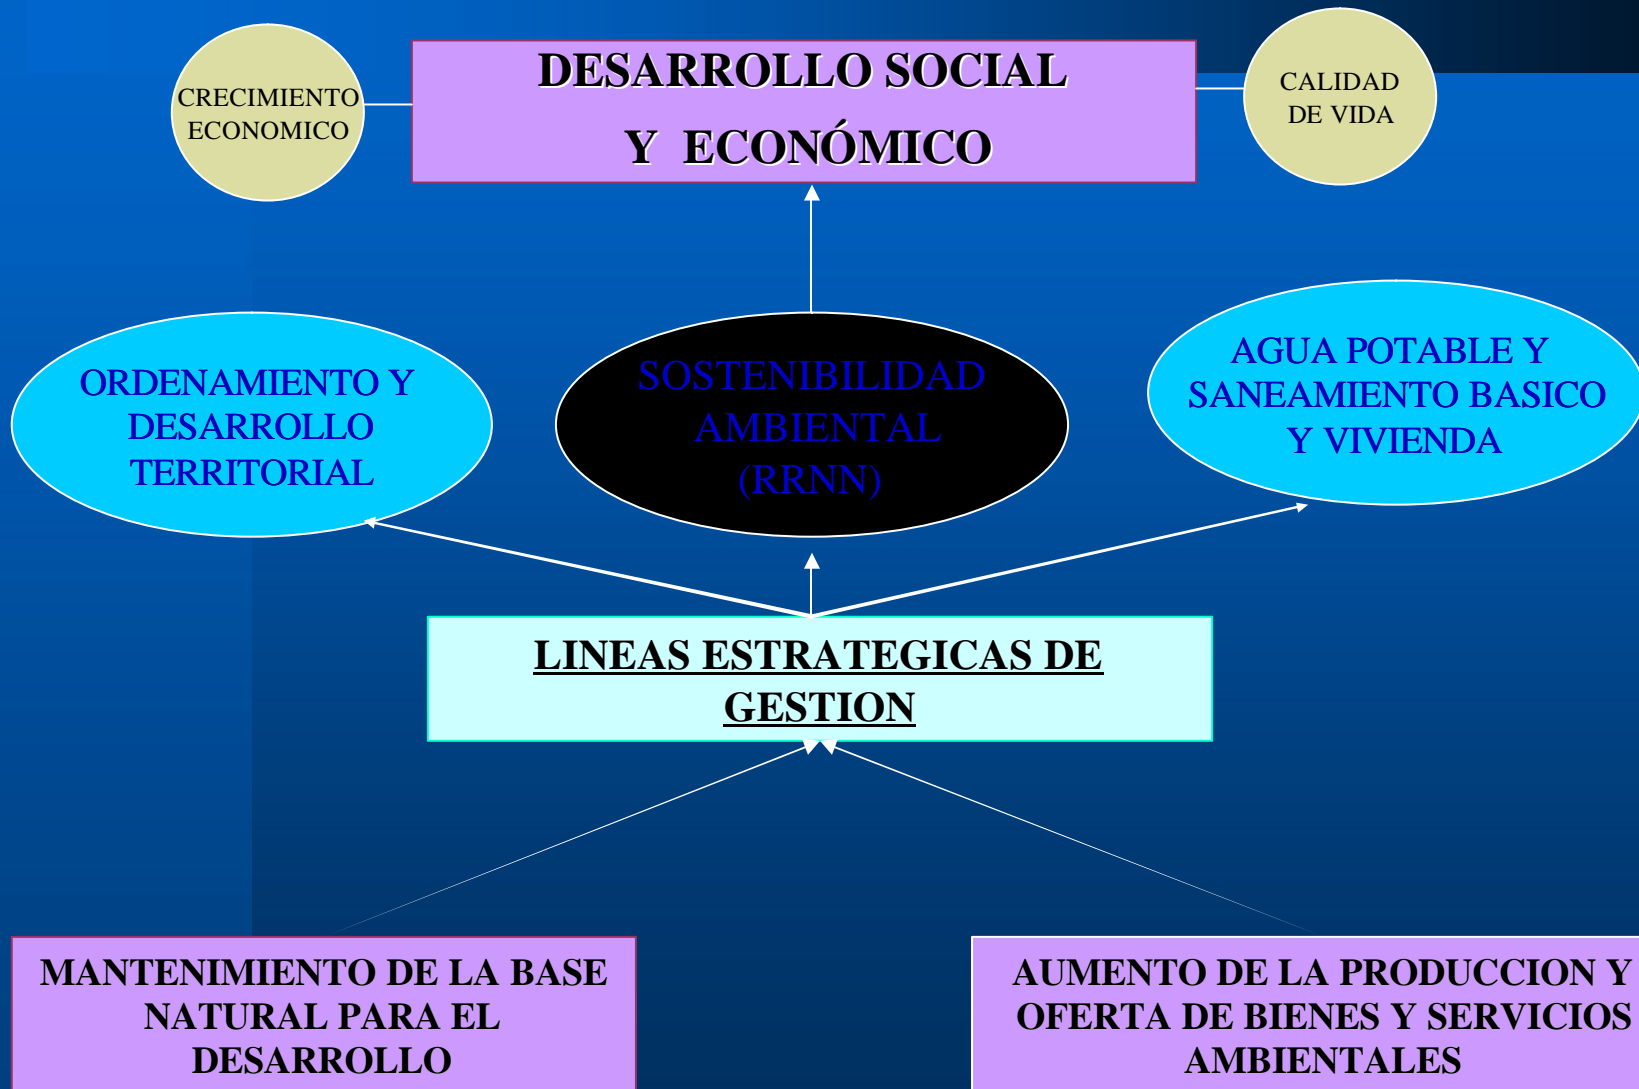 CRECIMIENTO
ECONOMICO
DESARROLLO SOCIAL
Y ECONÓMICO
CALIDAD
DE VIDA
ORDENAMIENTO Y
DESARROLLO
TERRITORIAL
SOSTENIBILIDAD
AMBIENTAL
(RRNN)
AGUA POTABLE Y
SANEAMIENTO BASICO
Y VIVIENDA
LINEAS ESTRATEGICAS DE
GESTION
MANTENIMIENTO DE LA BASE
NATURAL PARA EL
DESARROLLO
AUMENTO DE LA PRODUCCION Y
OFERTA DE BIENES Y SERVICIOS
AMBIENTALES